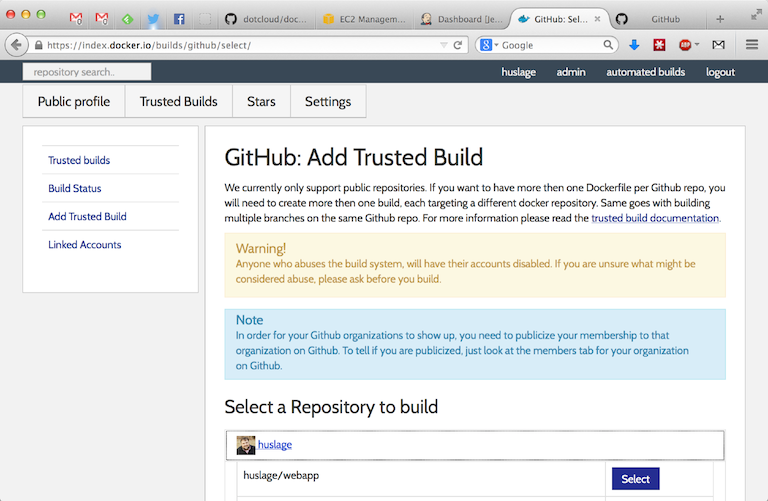 dotcloud/doc...
EC2 Managem...
Dashboard [Je...
GitHub: Sel...
GitHub
https://index.docker.io/builds/github/select/
Google
ABP
repository search..
huslage
admin
automated builds
logout
Public profile
Trusted Builds
Stars
Settings
Trusted builds
Build Status
Add Trusted Build
Linked Accounts
GitHub: Add Trusted Build
We currently only support public repositories. If you want to have more then one Dockerfile per Github repo, you
will need to create more then one build, each targeting a different docker repository. Same goes with building
multiple branches on the same Github repo. For more information please read the trusted build documentation.
Warning!
Anyone who abuses the build system, will have their accounts disabled. If you are unsure what might be
considered abuse, please ask before you build.
Note
In order for your Github organizations to show up, you need to publicize your membership to that
organization on Github. To tell if you are publicized, just look at the members tab for your organization
on Github.
Select a Repository to build
huslage
huslage/webapp
Select